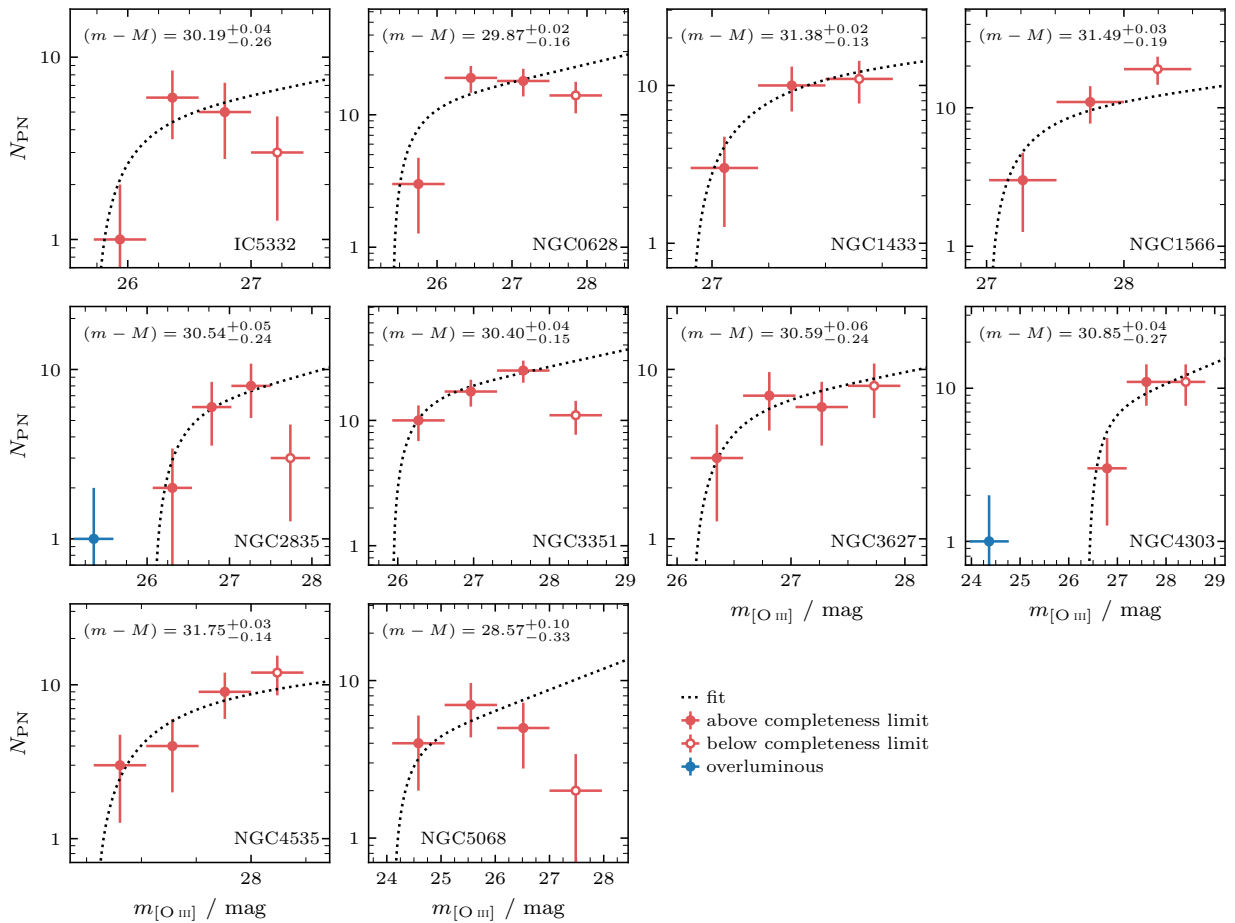 (m − M) = 30.19+0.04 −0.26
10
1
N_PN
IC5332
26 27
(m − M) = 29.87+0.02 −0.16
10
1
NGC0628
26 27 28
(m − M) = 31.38+0.02 −0.13
10
1
NGC1433
27
(m − M) = 31.49+0.03 −0.19
10
1
NGC1566
27 28
(m − M) = 30.54+0.05 −0.24
10
1
N_PN
NGC2835
26 27 28
(m − M) = 30.40+0.04 −0.15
10
1
NGC3351
26 27 28 29
(m − M) = 30.59+0.06 −0.24
10
1
NGC3627
26 27 28
m[O III] / mag
(m − M) = 30.85+0.04 −0.27
10
1
NGC4303
24 25 26 27 28 29
m[O III] / mag
(m − M) = 31.75+0.03 −0.14
10
1
N_PN
NGC4535
28
m[O III] / mag
(m − M) = 28.57+0.10 −0.33
10
1
NGC5068
24 25 26 27 28
m[O III] / mag
fit
above completeness limit
below completeness limit
overluminous